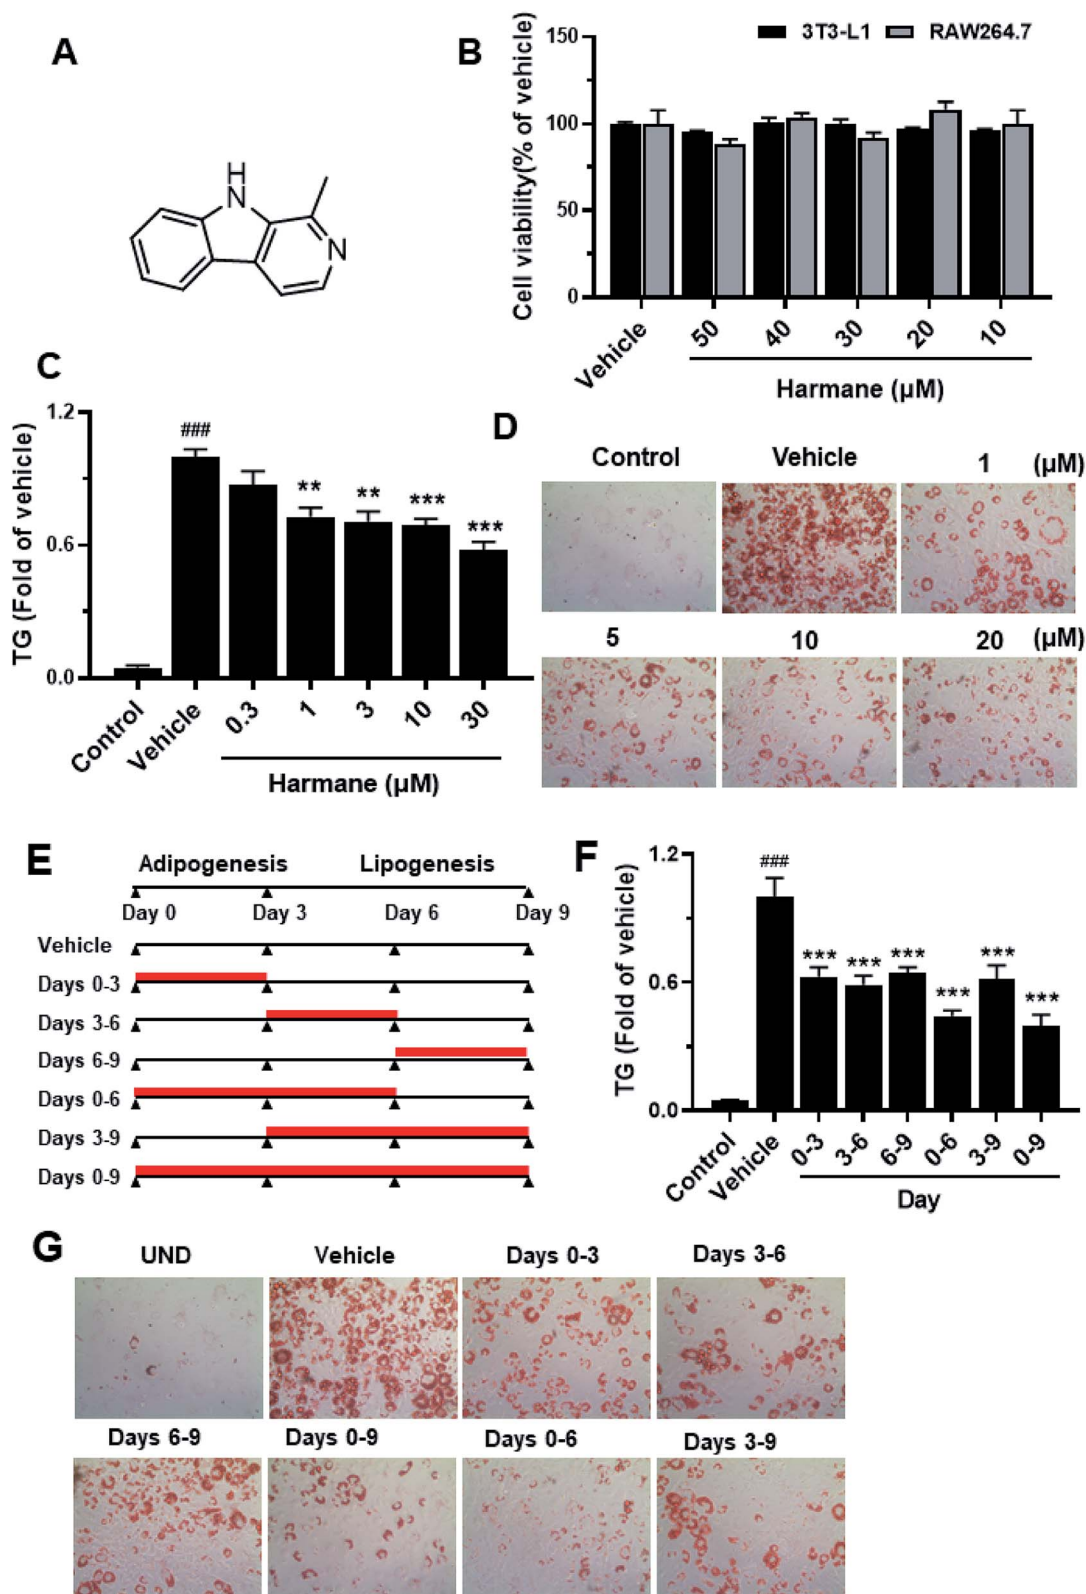 A
H
N
N
B
Cell viability(% of vehicle)
150
100
50
0
3T3-L1
RAW264.7
Vehicle
50
40
30
20
10
Harmane (μM)
C
TG (Fold of vehicle)
1.2
0.6
0.0
###
**
**
***
***
Control
Vehicle
0.3
1
3
10
30
Harmane (μM)
D
Control
Vehicle
1
(μM)
5
10
20
(μM)
E
Adipogenesis
Lipogenesis
Day 0
Day 3
Day 6
Day 9
Vehicle
Days 0-3
Days 3-6
Days 6-9
Days 0-6
Days 3-9
Days 0-9
F
TG (Fold of vehicle)
1.2
0.6
0.0
###
***
***
***
***
***
***
Control
Vehicle
0-3
3-6
6-9
0-6
3-9
0-9
Day
G
UND
Vehicle
Days 0-3
Days 3-6
Days 6-9
Days 0-9
Days 0-6
Days 3-9